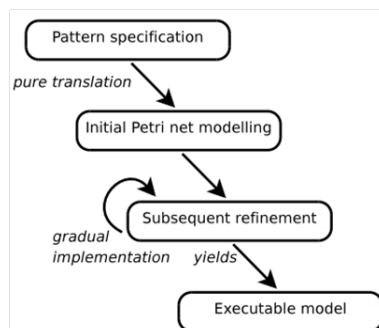 Pattern specification
pure translation
Initial Petri net modelling
Subsequent refinement
gradual
implementation
yields
Executable model